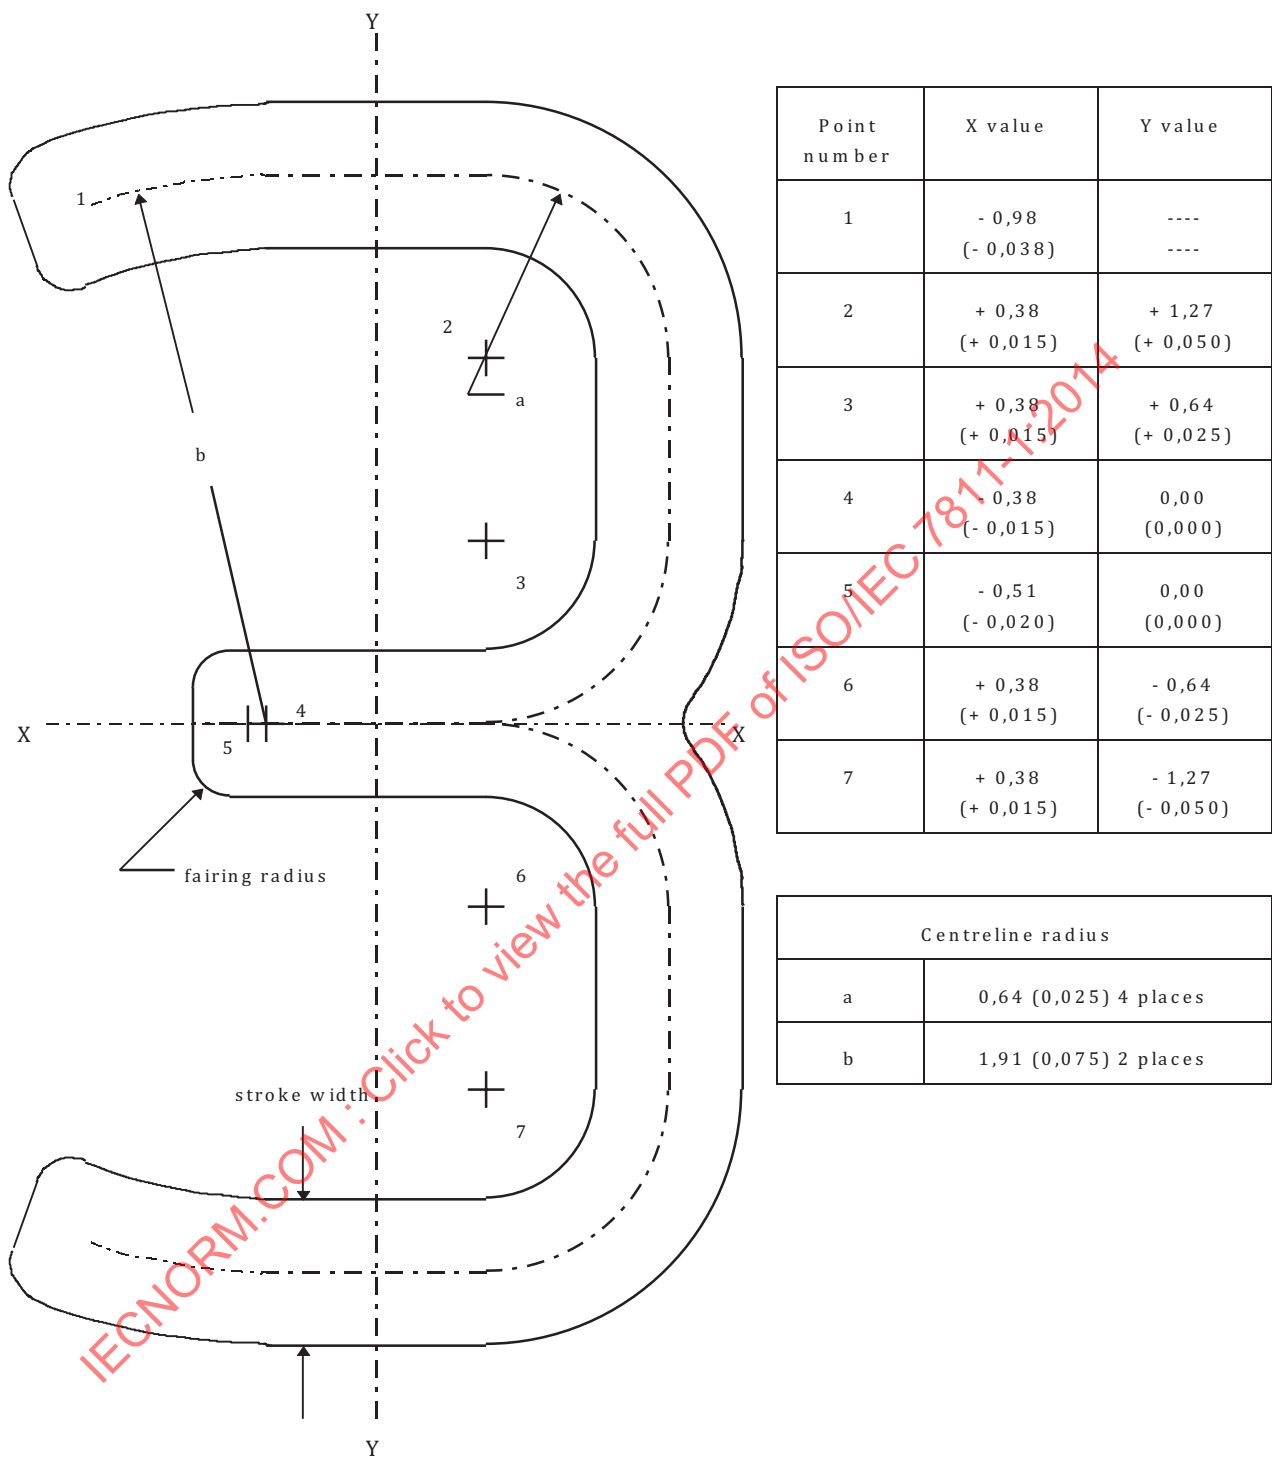 Y
1
2
a
b
3
4
5
X
X
fairing radius
6
stroke width
7
Y
Point number | X value | Y value
1 | - 0,98 | ----
(- 0,038) | ----
2 | + 0,38 | + 1,27
(+ 0,015) | (+ 0,050)
3 | + 0,38 | + 0,64
(+ 0,015) | (+ 0,025)
4 | - 0,38 | 0,00
(- 0,015) | (0,000)
5 | - 0,51 | 0,00
(- 0,020) | (0,000)
6 | + 0,38 | - 0,64
(+ 0,015) | (- 0,025)
7 | + 0,38 | - 1,27
(+ 0,015) | (- 0,050)
Centreline radius
a | 0,64 (0,025) 4 places
b | 1,91 (0,075) 2 places
IECNORM.COM : Click to view the full PDF of ISO/IEC 7811-1:2014